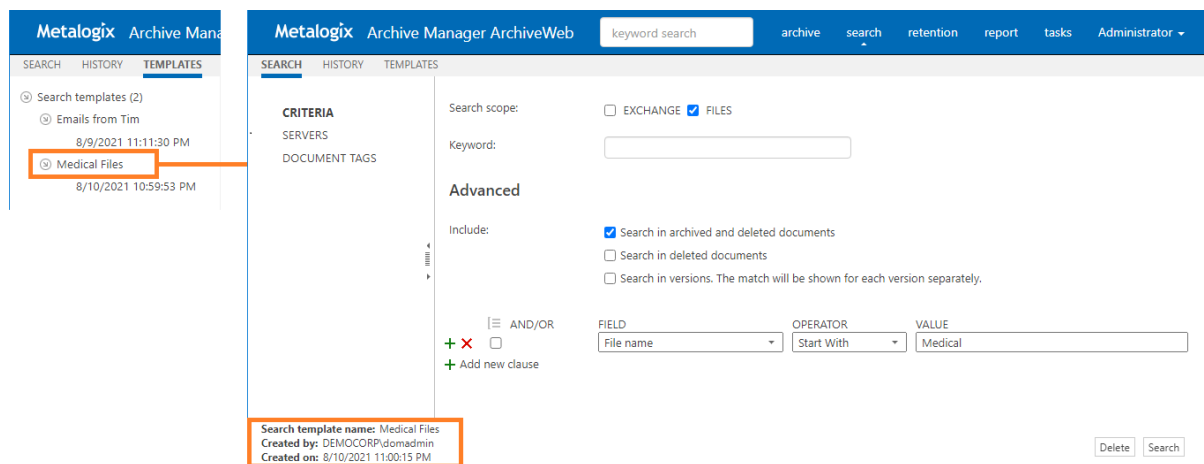 Metalogix Archive Mana
SEARCH HISTORY TEMPLATES
Search templates (2)
Emails from Tim
8/9/2021 11:11:30 PM
Medical Files
8/10/2021 10:59:53 PM
Metalogix Archive Manager ArchiveWeb keyword search archive search retention report tasks Administrator
SEARCH HISTORY TEMPLATES
CRITERIA
SERVERS
DOCUMENT TAGS
Search scope: EXCHANGE FILES
Keyword:
Advanced
Include: Search in archived and deleted documents
Search in deleted documents
Search in versions. The match will be shown for each version separately.
AND/OR FIELD OPERATOR VALUE
File name Start With Medical
Add new clause
Search template name: Medical Files
Created by: DEMOCORP\domadmin
Created on: 8/10/2021 11:00:15 PM
Delete Search